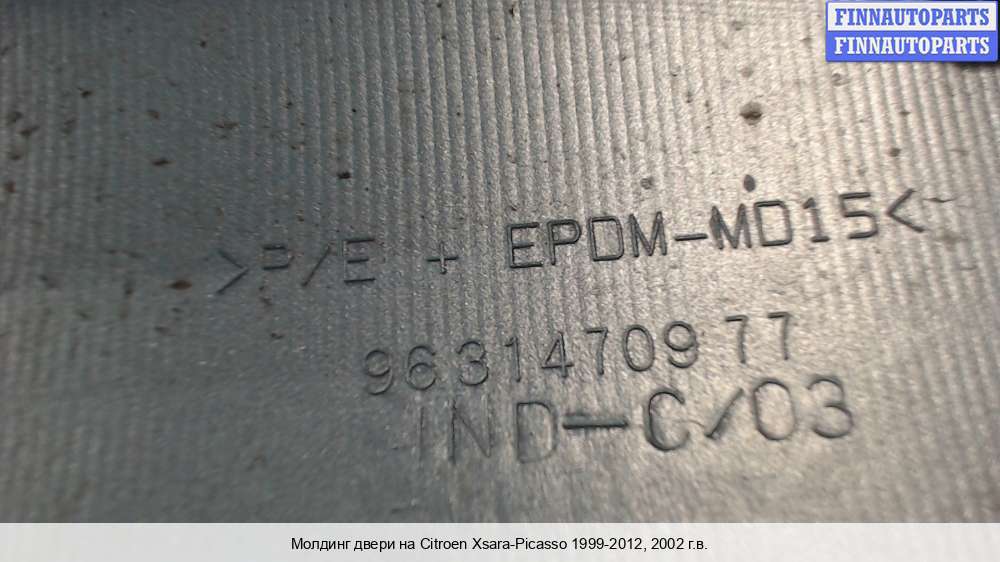 FINNAUTOPARTS
FINNAUTOPARTS
>P/E + EPDM-MD15<
96314709 77
IND-C/03
Молдинг двери на Citroen Xsara-Picasso 1999-2012, 2002 г.в.